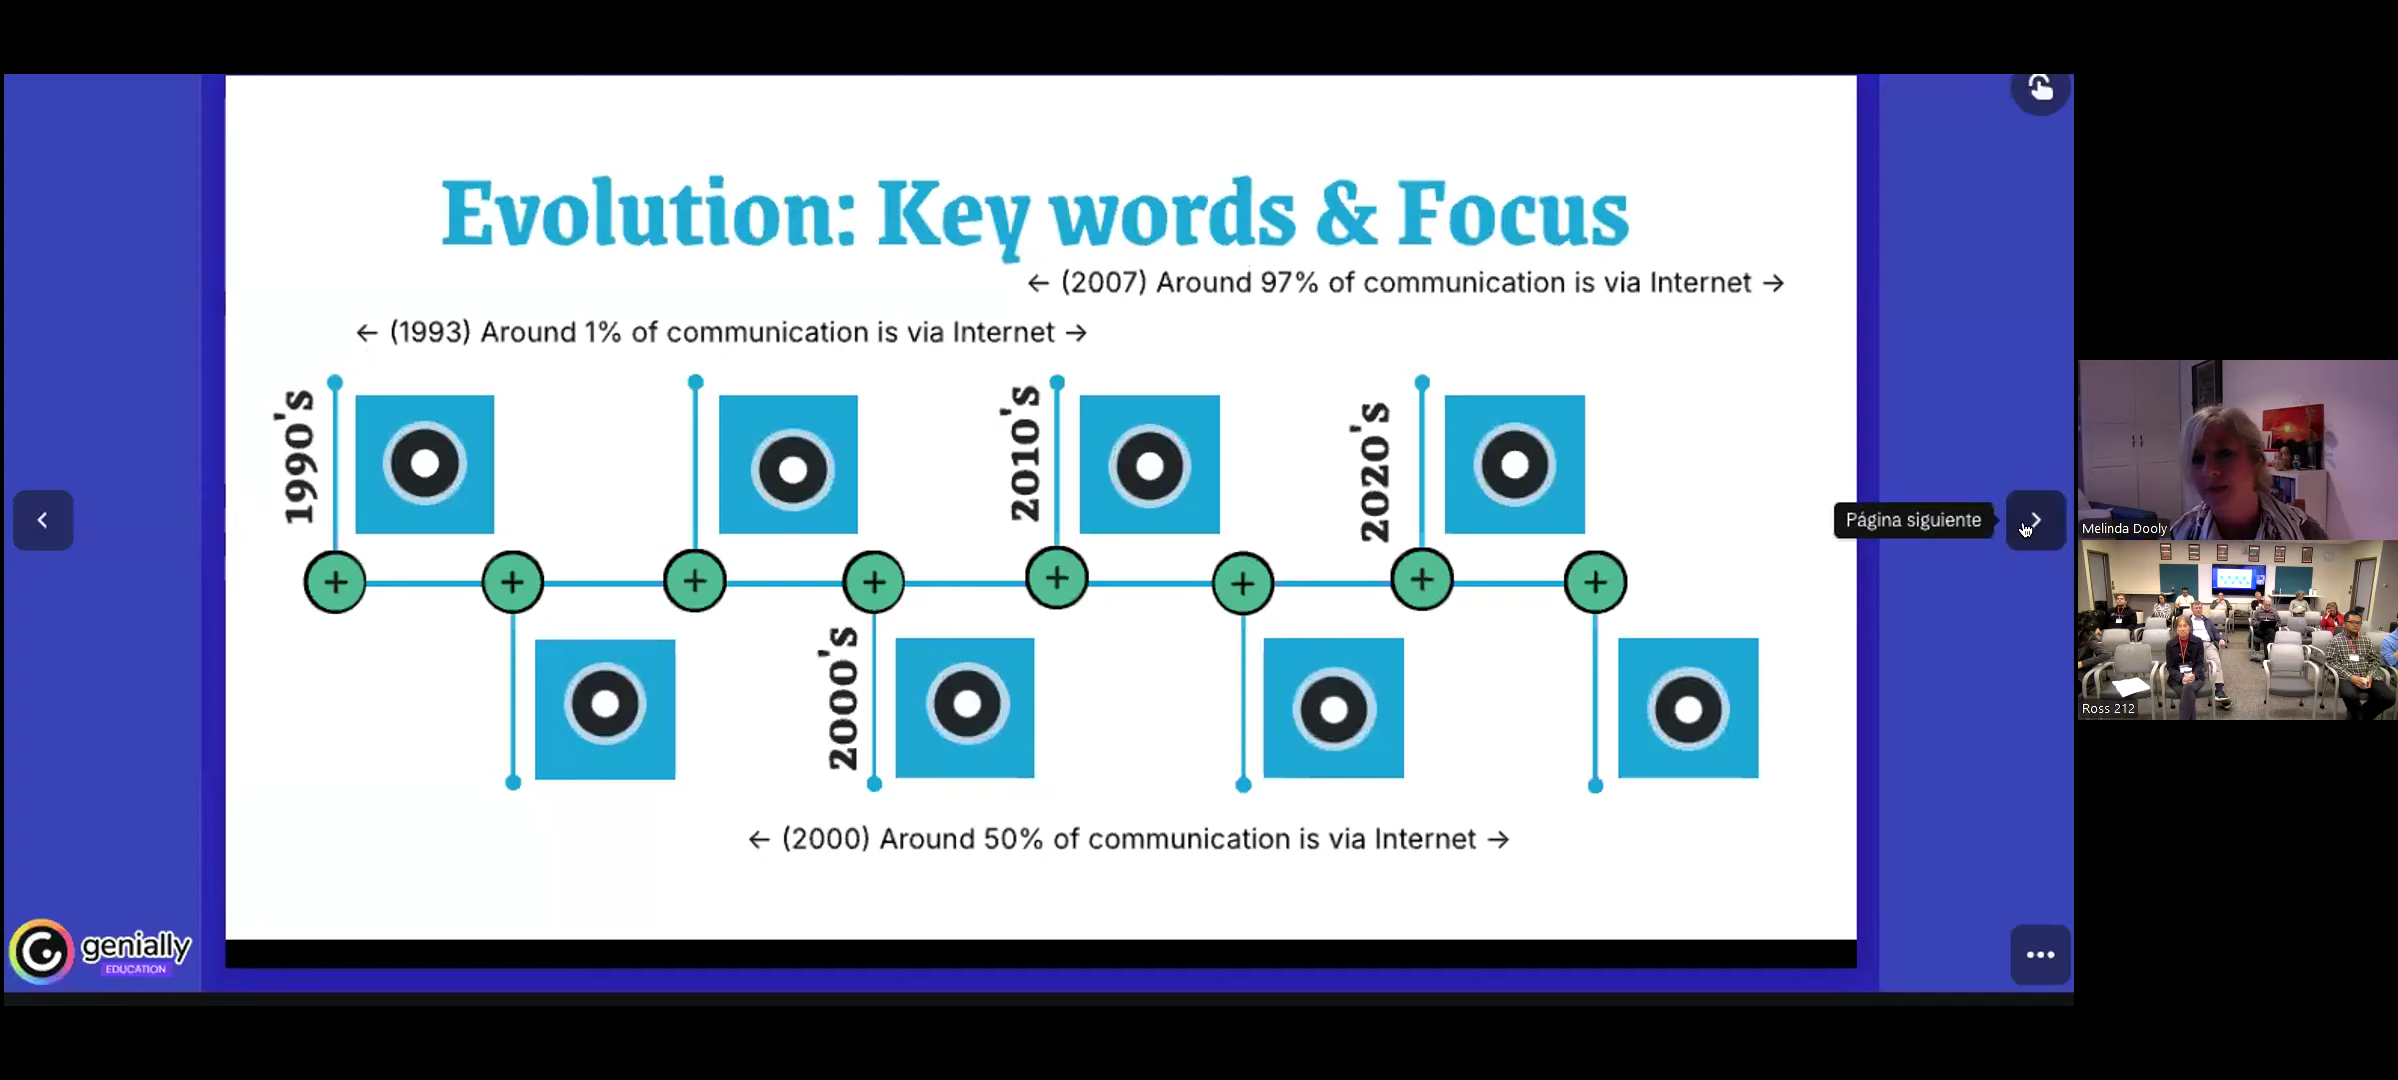 Evolution: Key words & Focus
← (2007) Around 97% of communication is via Internet →
← (1993) Around 1% of communication is via Internet →
1990's
2010's
2020's
Página siguiente
2000's
← (2000) Around 50% of communication is via Internet →
genially
EDUCATION
Melinda Dooly
Ross 212